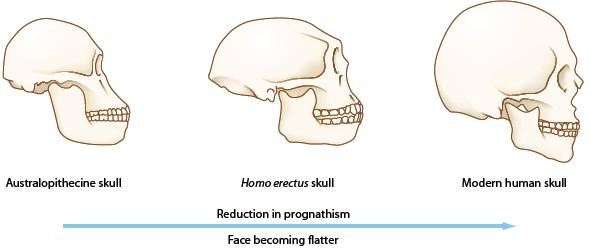 Australopithecine skull
Homo erectus skull
Modern human skull
Reduction in prognathism
Face becoming flatter